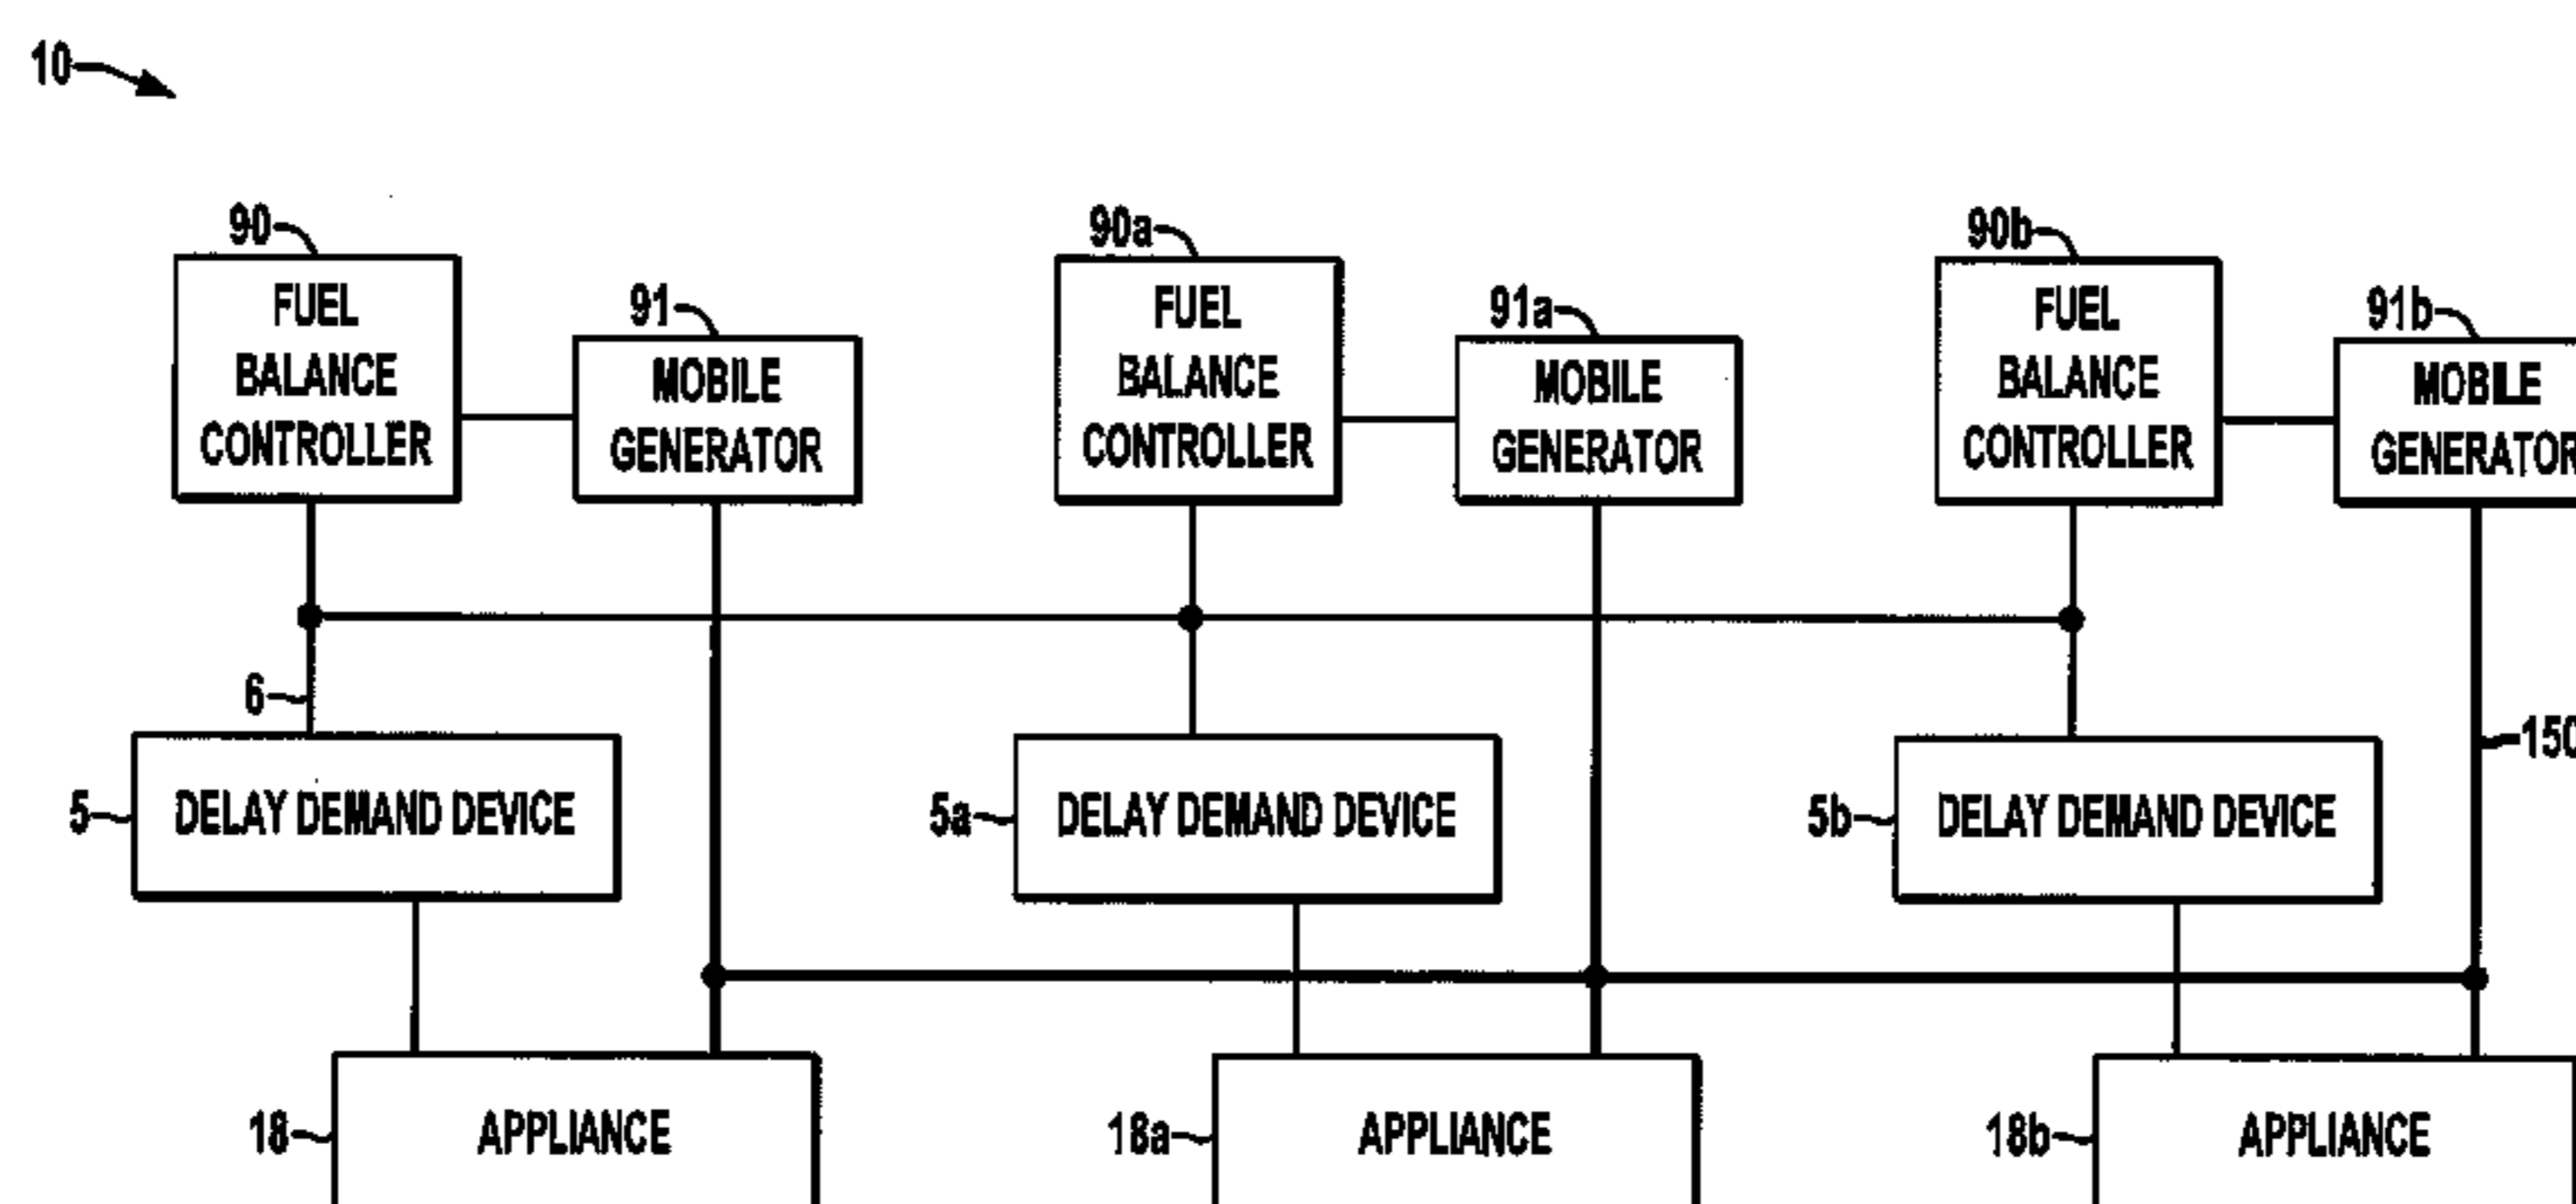 10
90
FUEL
BALANCE
CONTROLLER
91
MOBILE
GENERATOR
90a
FUEL
BALANCE
CONTROLLER
91a
MOBILE
GENERATOR
90b
FUEL
BALANCE
CONTROLLER
91b
MOBILE
GENERATOR
6
150
5
DELAY DEMAND DEVICE
5a
DELAY DEMAND DEVICE
5b
DELAY DEMAND DEVICE
18
APPLIANCE
18a
APPLIANCE
18b
APPLIANCE